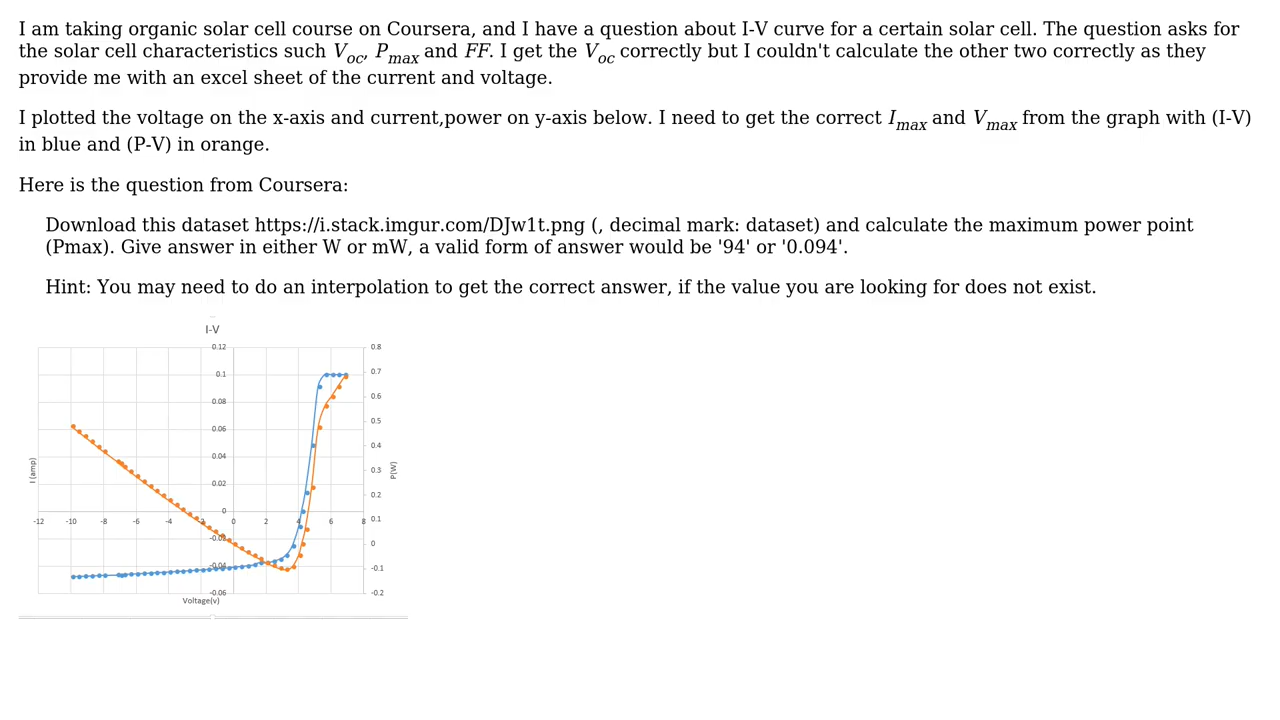 I am taking organic solar cell course on Coursera, and I have a question about I-V curve for a certain solar cell. The question asks for
the solar cell characteristics such Voc, Pmax and FF. I get the Voc correctly but I couldn't calculate the other two correctly as they
provide me with an excel sheet of the current and voltage.
I plotted the voltage on the x-axis and current,power on y-axis below. I need to get the correct Imax and Vmax from the graph with (I-V)
in blue and (P-V) in orange.
Here is the question from Coursera:
Download this dataset https://i.stack.imgur.com/DJw1t.png (, decimal mark: dataset) and calculate the maximum power point
(Pmax). Give answer in either W or mW, a valid form of answer would be '94' or '0.094'.
Hint: You may need to do an interpolation to get the correct answer, if the value you are looking for does not exist.
I-V
0.12 0.8
0.1 0.7
0.08 0.6
0.06 0.5
0.04 0.4
I (amp)
P(W)
0.02 0.3
0 0.2
-12 -10 -8 -6 -4 -2 0 2 4 6 8 0.1
-0.02 0
-0.04 -0.1
-0.06 -0.2
Voltage(v)